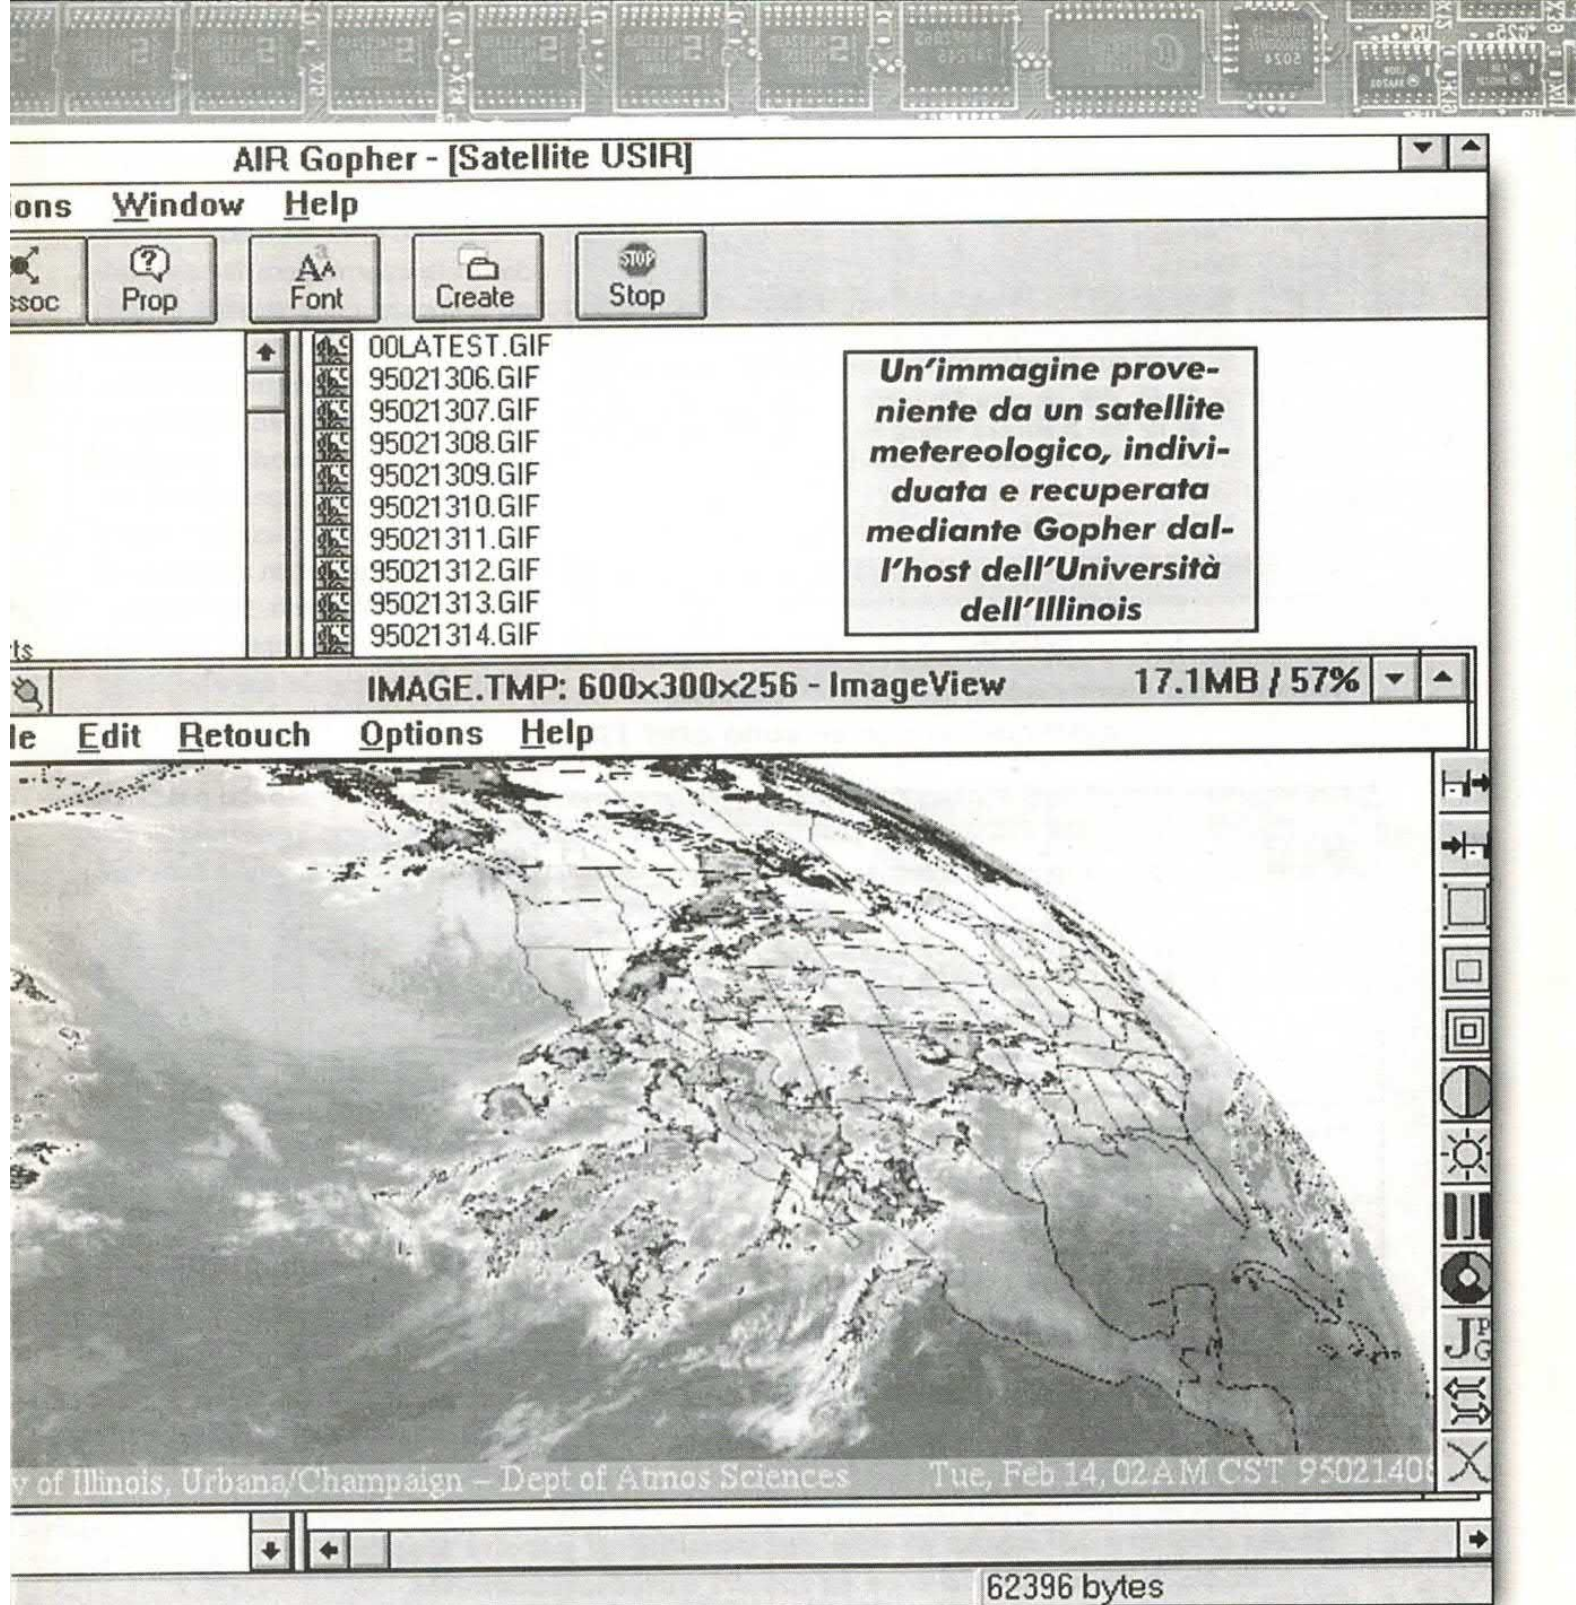 AIR Gopher - [Satellite USIR]
ons Window Help
ssoc Prop Font Create Stop
00LATEST.GIF
95021306.GIF
95021307.GIF
95021308.GIF
95021309.GIF
95021310.GIF
95021311.GIF
95021312.GIF
95021313.GIF
95021314.GIF
ts
Un'immagine prove-
niente da un satellite
metereologico, indivi-
duata e recuperata
mediante Gopher dal-
l'host dell'Università
dell'Illinois
IMAGE.TMP: 600x300x256 - ImageView 17.1MB / 57%
le Edit Retouch Options Help
JPG
y of Illinois, Urbana/Champaign – Dept of Atmos Sciences Tue, Feb 14, 02AM CST 95021408
62396 bytes